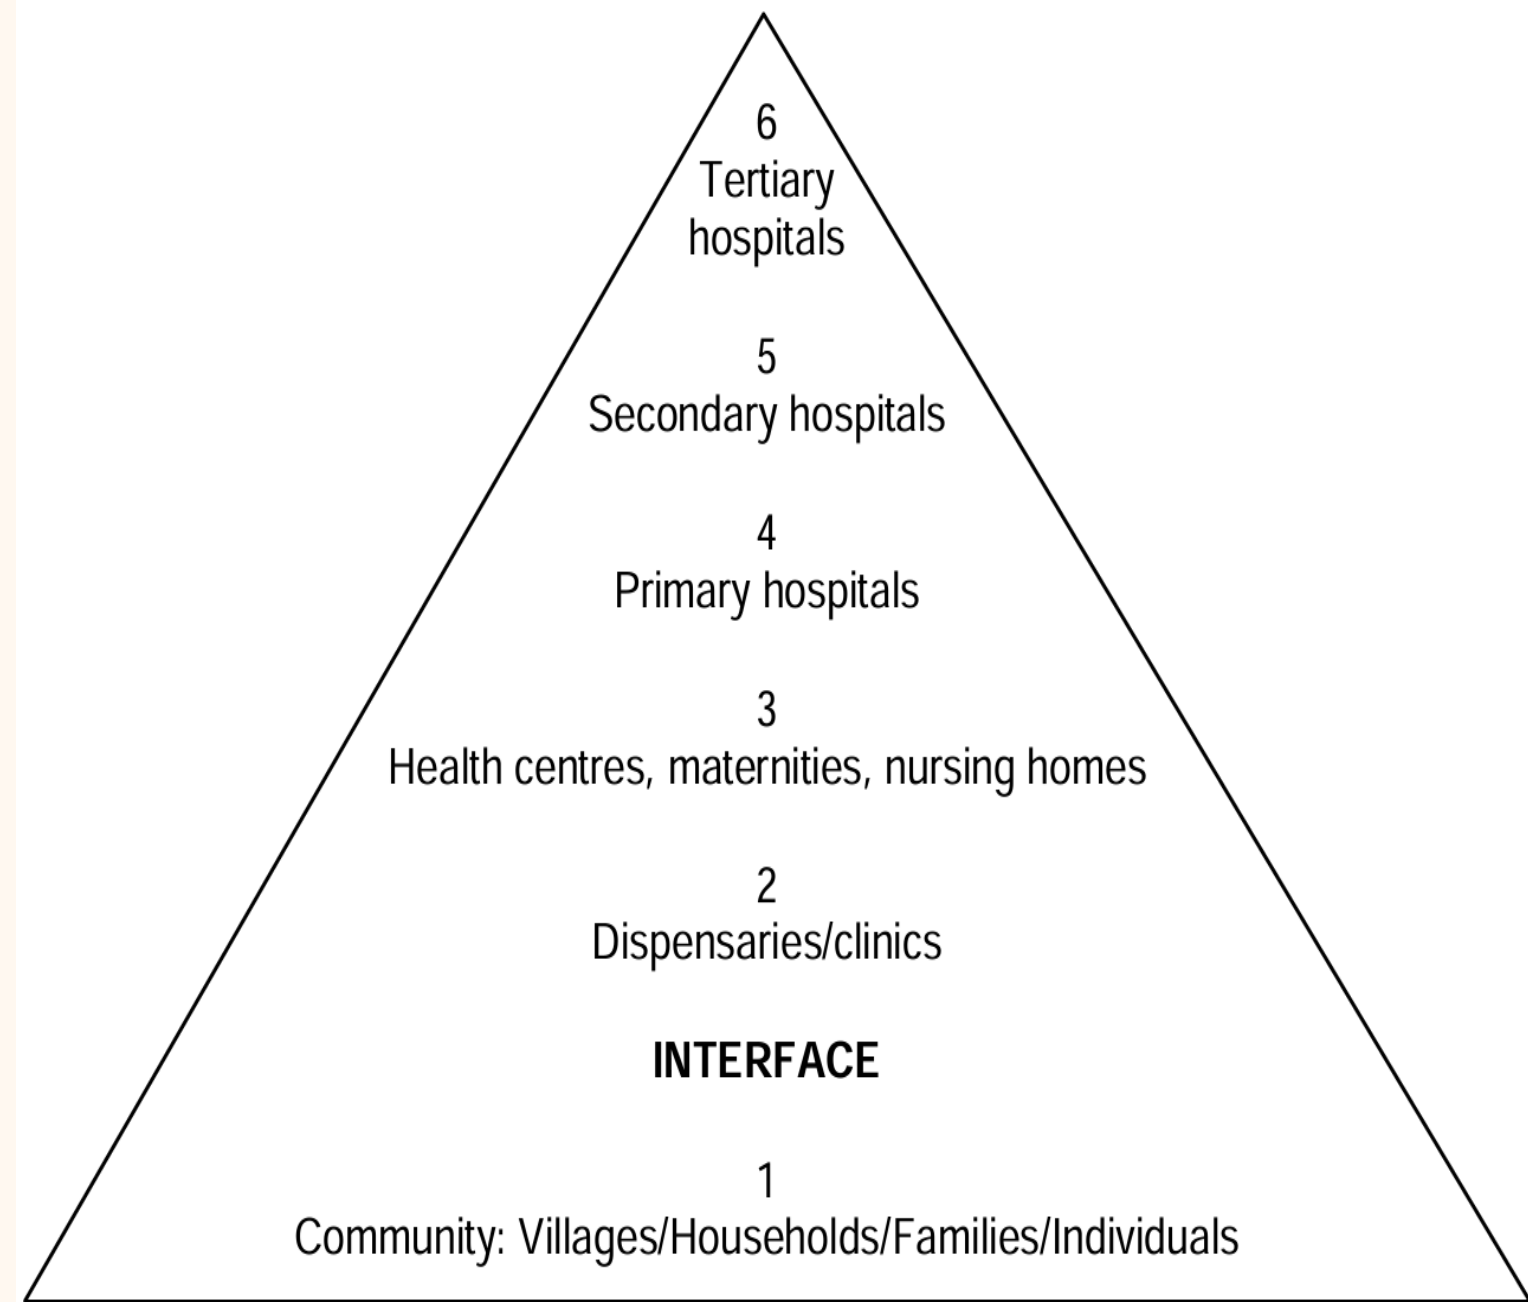 6
Tertiary
hospitals
5
Secondary hospitals
4
Primary hospitals
3
Health centres, maternities, nursing homes
2
Dispensaries/clinics
INTERFACE
1
Community: Villages/Households/Families/Individuals